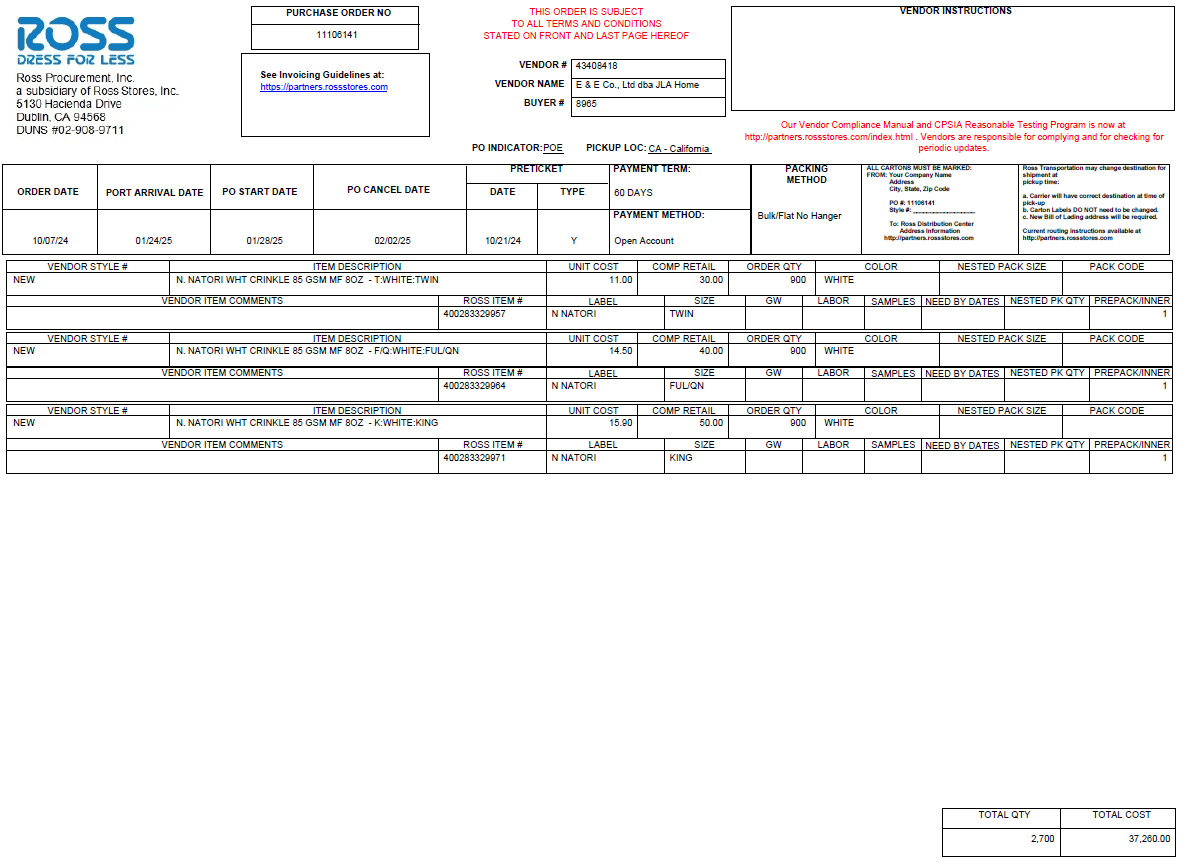 ROSS
DRESS FOR LESS
Ross Procurement, Inc.
a subsidiary of Ross Stores, Inc.
5130 Hacienda Drive
Dublin, CA 94568
DUNS #02-908-9711
PURCHASE ORDER NO
11106141
See Invoicing Guidelines at:
https://partners.rossstores.com
THIS ORDER IS SUBJECT
TO ALL TERMS AND CONDITIONS
STATED ON FRONT AND LAST PAGE HEREOF
VENDOR # 43408418
VENDOR NAME E & E Co., Ltd dba JLA Home
BUYER # 8965
PO INDICATOR:POE PICKUP LOC: CA - California
VENDOR INSTRUCTIONS
Our Vendor Compliance Manual and CPSIA Reasonable Testing Program is now at
http://partners.rossstores.com/index.html . Vendors are responsible for complying and for checking for
periodic updates.
ORDER DATE
10/07/24
PORT ARRIVAL DATE
01/24/25
PO START DATE
01/28/25
PO CANCEL DATE
02/02/25
PRETICKET
DATE TYPE
10/21/24 Y
PAYMENT TERM:
60 DAYS
PAYMENT METHOD:
Open Account
PACKING
METHOD
Bulk/Flat No Hanger
ALL CARTONS MUST BE MARKED:
FROM: Your Company Name
Address
City, State, Zip Code
PO #: 11106141
Style #: ___________________
To: Ross Distribution Center
Address Information
http://partners.rossstores.com
Ross Transportation may change destination for
shipment at
pickup time:
a. Carrier will have correct destination at time of
pick-up
b. Carton Labels DO NOT need to be changed.
c. New Bill of Lading address will be required.
Current routing instructions available at
http://partners.rossstores.com
VENDOR STYLE # ITEM DESCRIPTION UNIT COST COMP RETAIL ORDER QTY COLOR NESTED PACK SIZE PACK CODE
NEW N. NATORI WHT CRINKLE 85 GSM MF 8OZ - T:WHITE:TWIN 11.00 30.00 900 WHITE
VENDOR ITEM COMMENTS ROSS ITEM # LABEL SIZE GW LABOR SAMPLES NEED BY DATES NESTED PK QTY PREPACK/INNER
400283329957 N NATORI TWIN 1
VENDOR STYLE # ITEM DESCRIPTION UNIT COST COMP RETAIL ORDER QTY COLOR NESTED PACK SIZE PACK CODE
NEW N. NATORI WHT CRINKLE 85 GSM MF 8OZ - F/Q:WHITE:FUL/QN 14.50 40.00 900 WHITE
VENDOR ITEM COMMENTS ROSS ITEM # LABEL SIZE GW LABOR SAMPLES NEED BY DATES NESTED PK QTY PREPACK/INNER
400283329964 N NATORI FUL/QN 1
VENDOR STYLE # ITEM DESCRIPTION UNIT COST COMP RETAIL ORDER QTY COLOR NESTED PACK SIZE PACK CODE
NEW N. NATORI WHT CRINKLE 85 GSM MF 8OZ - K:WHITE:KING 15.90 50.00 900 WHITE
VENDOR ITEM COMMENTS ROSS ITEM # LABEL SIZE GW LABOR SAMPLES NEED BY DATES NESTED PK QTY PREPACK/INNER
400283329971 N NATORI KING 1
TOTAL QTY TOTAL COST
2,700 37,260.00